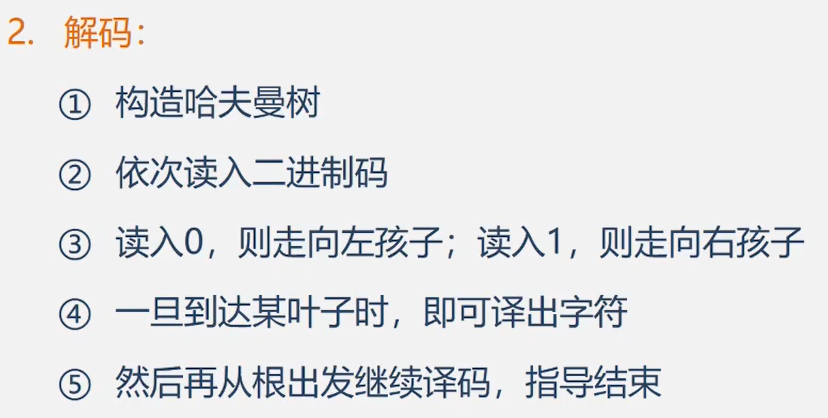 2. 解码：
① 构造哈夫曼树
② 依次读入二进制码
③ 读入0，则走向左孩子；读入1，则走向右孩子
④ 一旦到达某叶子时，即可译出字符
⑤ 然后再从根出发继续译码，指导结束